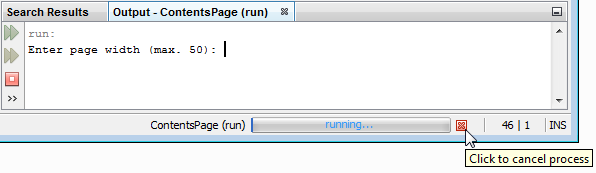 Search Results Output - ContentsPage (run)
run:
Enter page width (max. 50):
>>
ContentsPage (run) running... 46 | 1 INS
Click to cancel process